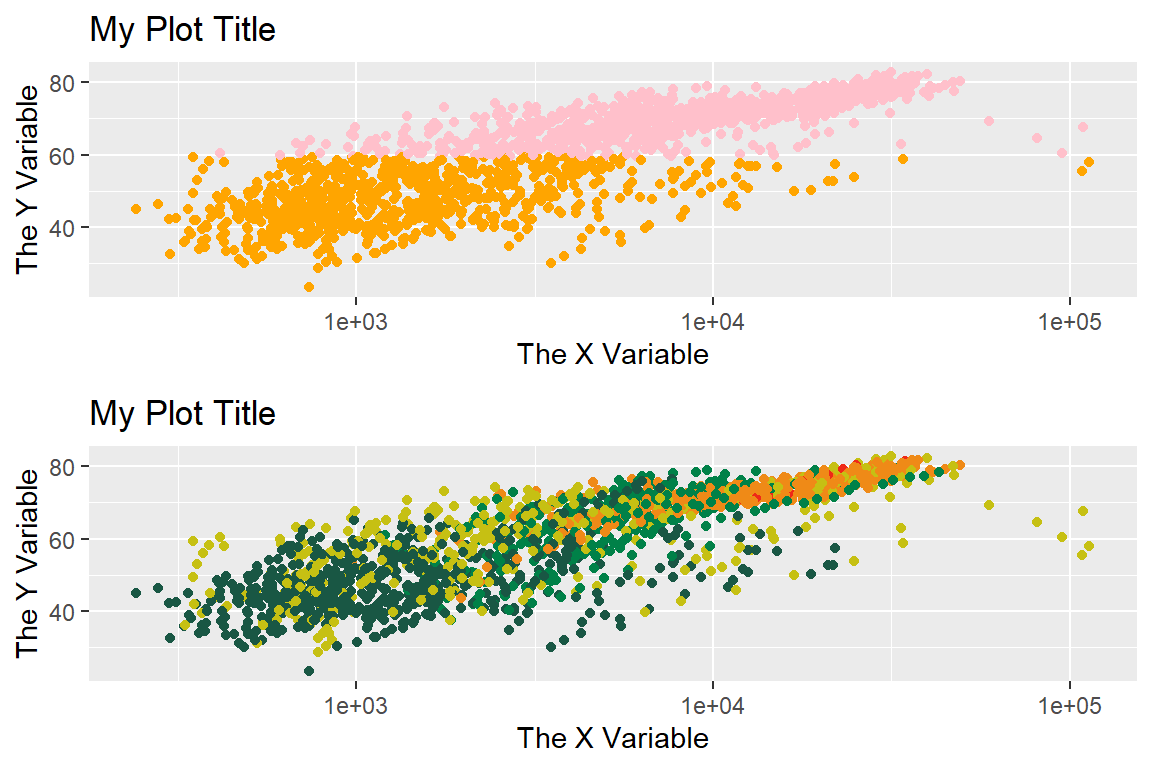 My Plot Title
The Y Variable
80
60
40
1e+03 1e+04 1e+05
The X Variable
My Plot Title
The Y Variable
80
60
40
1e+03 1e+04 1e+05
The X Variable